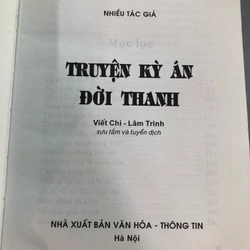 NHIỀU TÁC GIẢ
Mục lục
TRUYỆN KỲ ÁN
ĐỜI THANH
Viết Chi - Lâm Trinh
sưu tầm và tuyển dịch
NHÀ XUẤT BẢN VĂN HÓA - THÔNG TIN
Hà Nội